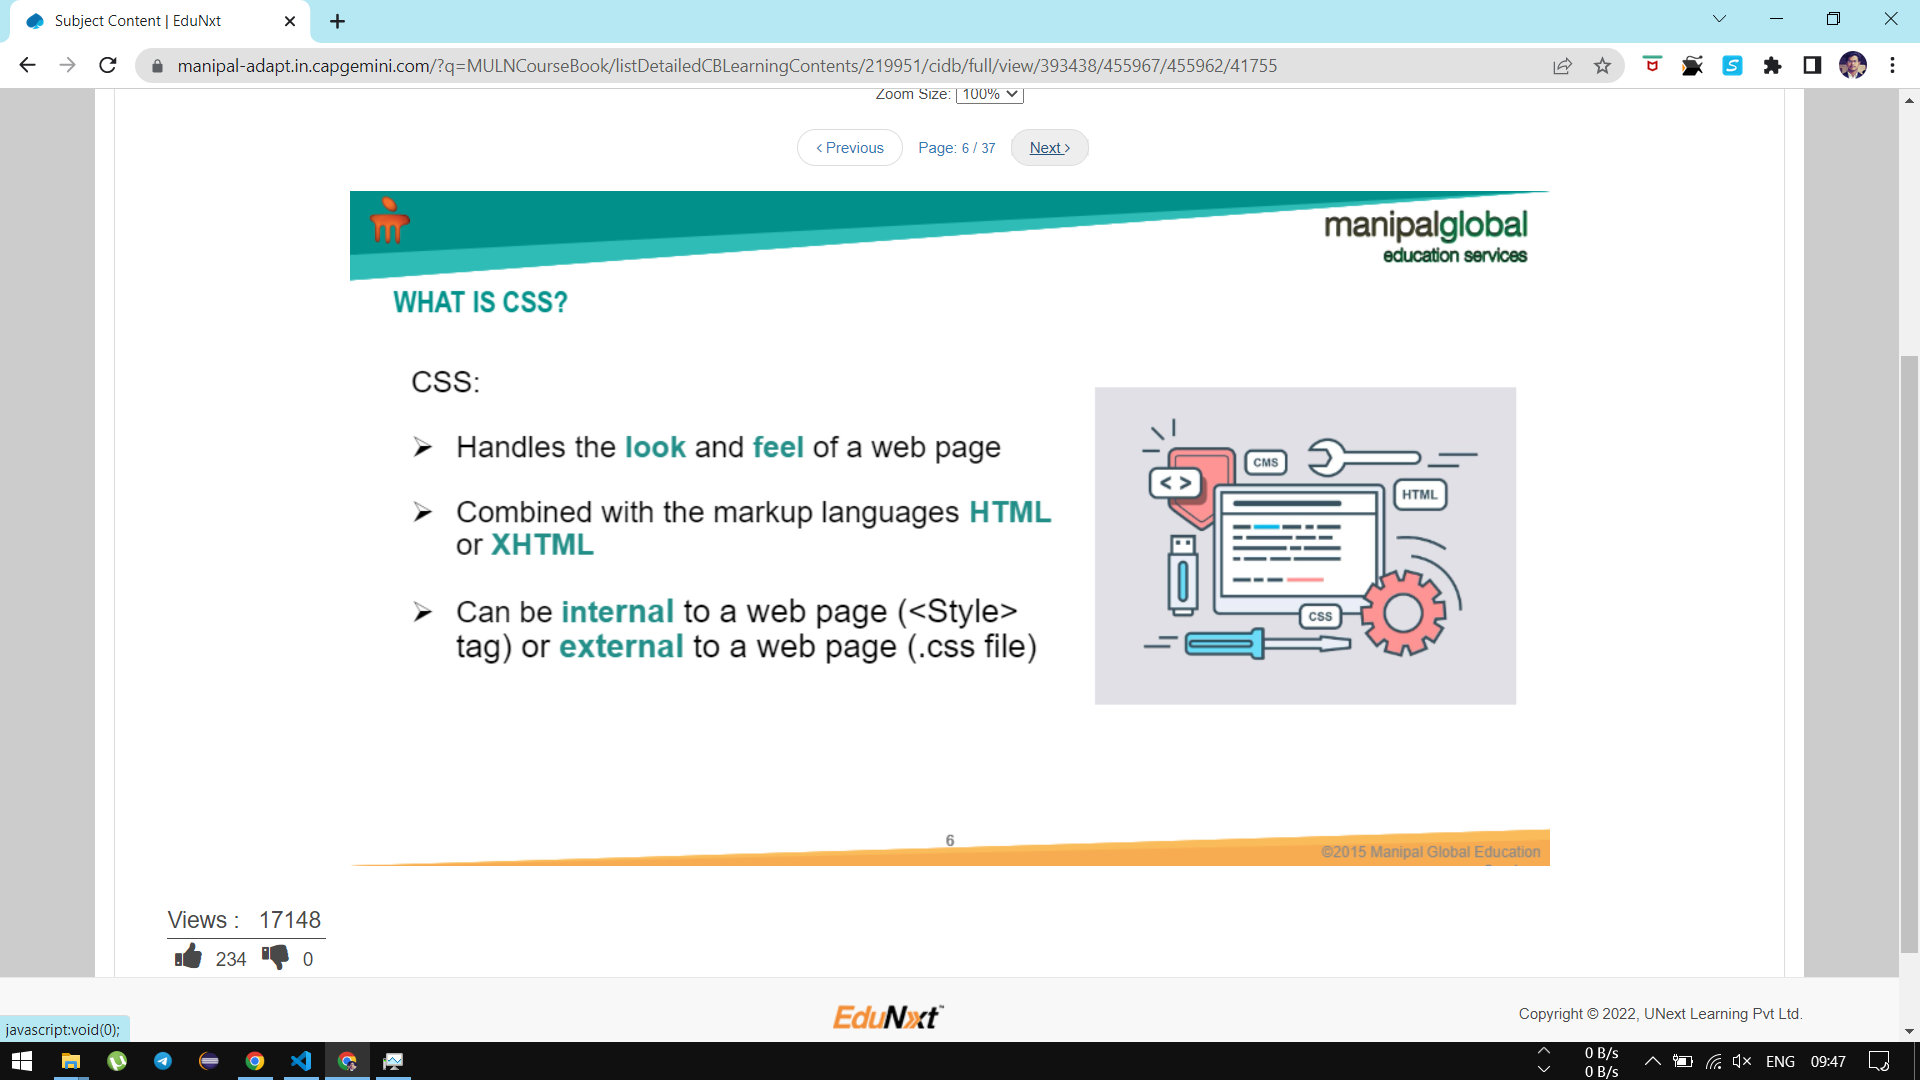 Subject Content | EduNxt
manipal-adapt.in.capgemini.com/?q=MULNCourseBook/listDetailedCBLearningContents/219951/cidb/full/view/393438/455967/455962/41755
Zoom Size: 100%
‹ Previous Page: 6 / 37 Next ›
manipalglobal
education services
WHAT IS CSS?
CSS:
➢ Handles the look and feel of a web page
➢ Combined with the markup languages HTML
or XHTML
➢ Can be internal to a web page (<Style>
tag) or external to a web page (.css file)
< >
CMS
HTML
CSS
6
©2015 Manipal Global Education
Views : 17148
234 0
EduNxt™
Copyright © 2022, UNext Learning Pvt Ltd.
javascript:void(0);
0 B/s
0 B/s
ENG 09:47